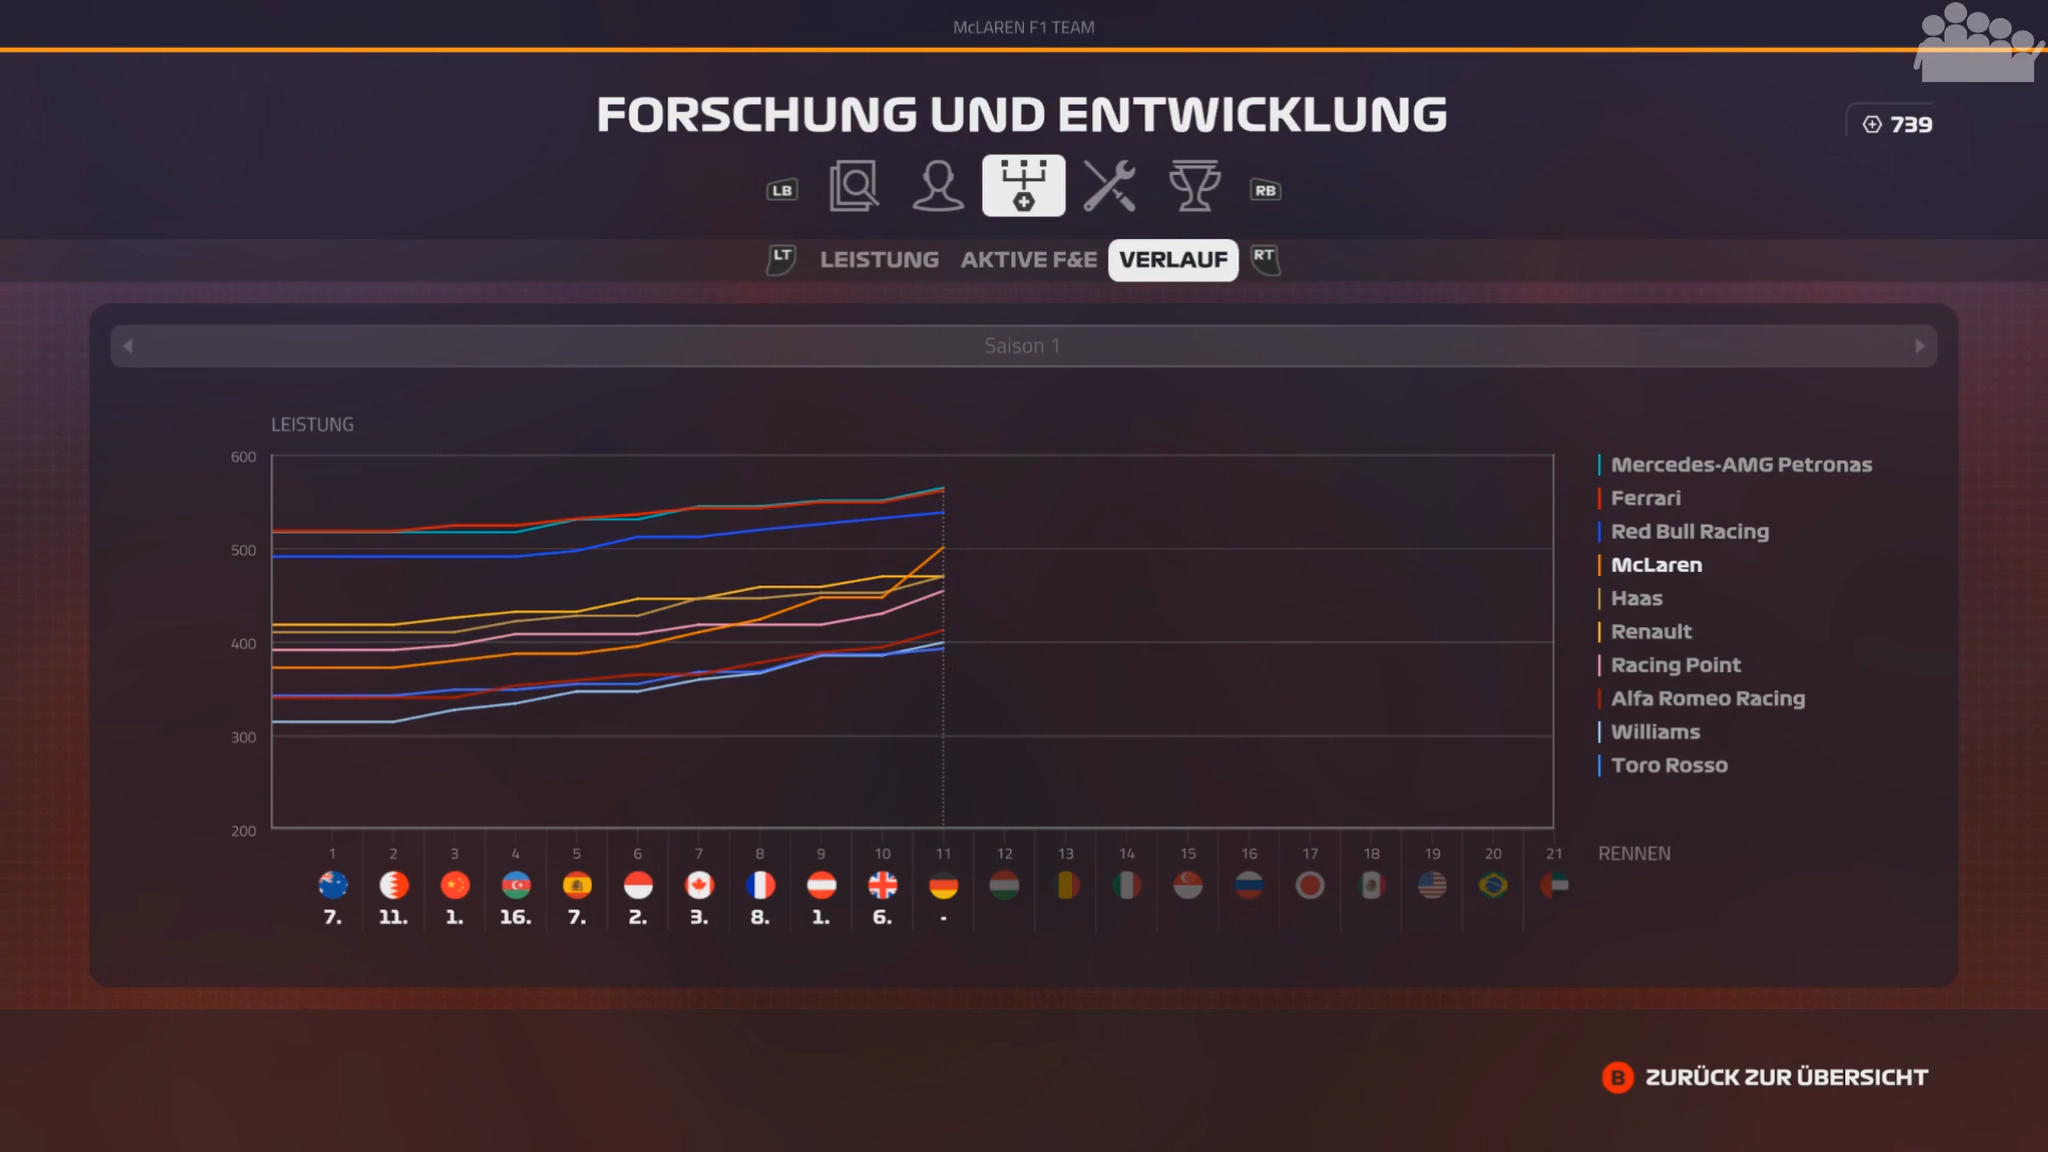 McLAREN F1 TEAM
FORSCHUNG UND ENTWICKLUNG
739
LB
RB
LT LEISTUNG AKTIVE F&E VERLAUF RT
Saison 1
LEISTUNG
600
500
400
300
200
Mercedes-AMG Petronas
Ferrari
Red Bull Racing
McLaren
Haas
Renault
Racing Point
Alfa Romeo Racing
Williams
Toro Rosso
1 2 3 4 5 6 7 8 9 10 11 12 13 14 15 16 17 18 19 20 21 RENNEN
7. 11. 1. 16. 7. 2. 3. 8. 1. 6. -
B ZURÜCK ZUR ÜBERSICHT